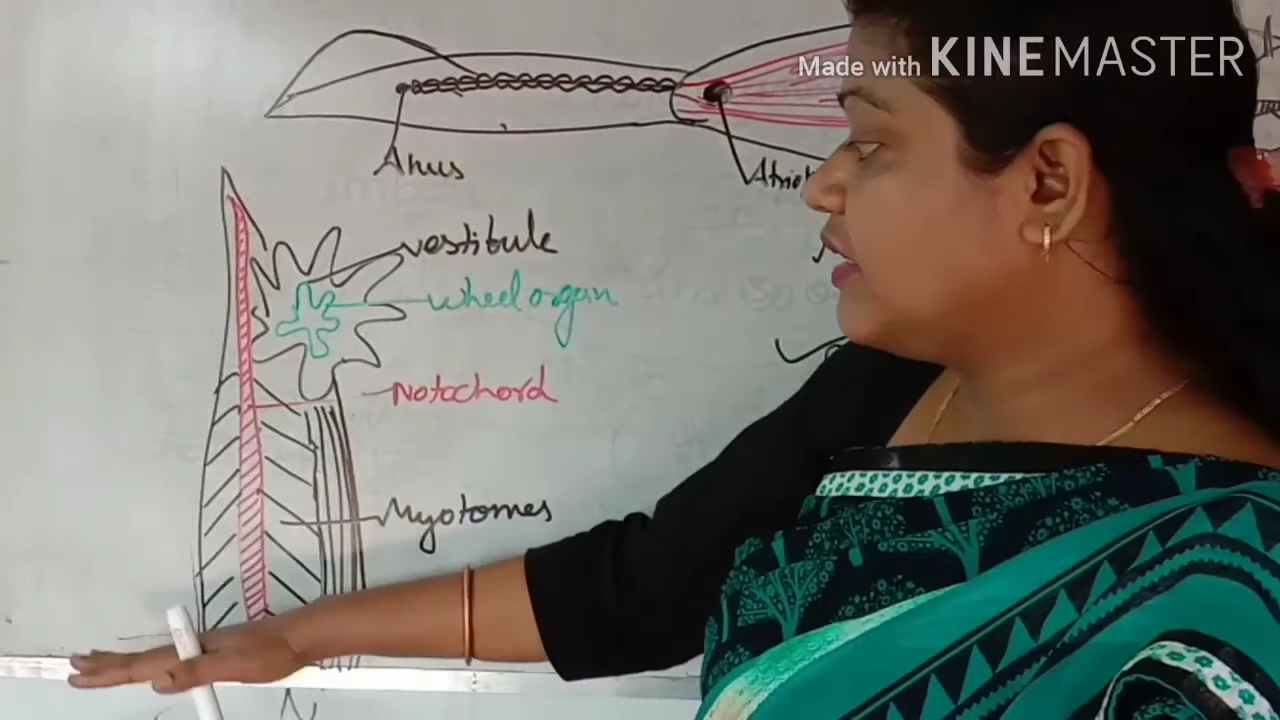 Made with KINEMASTER
Anus
vestibule
wheel organ
Notochord
Myotomes